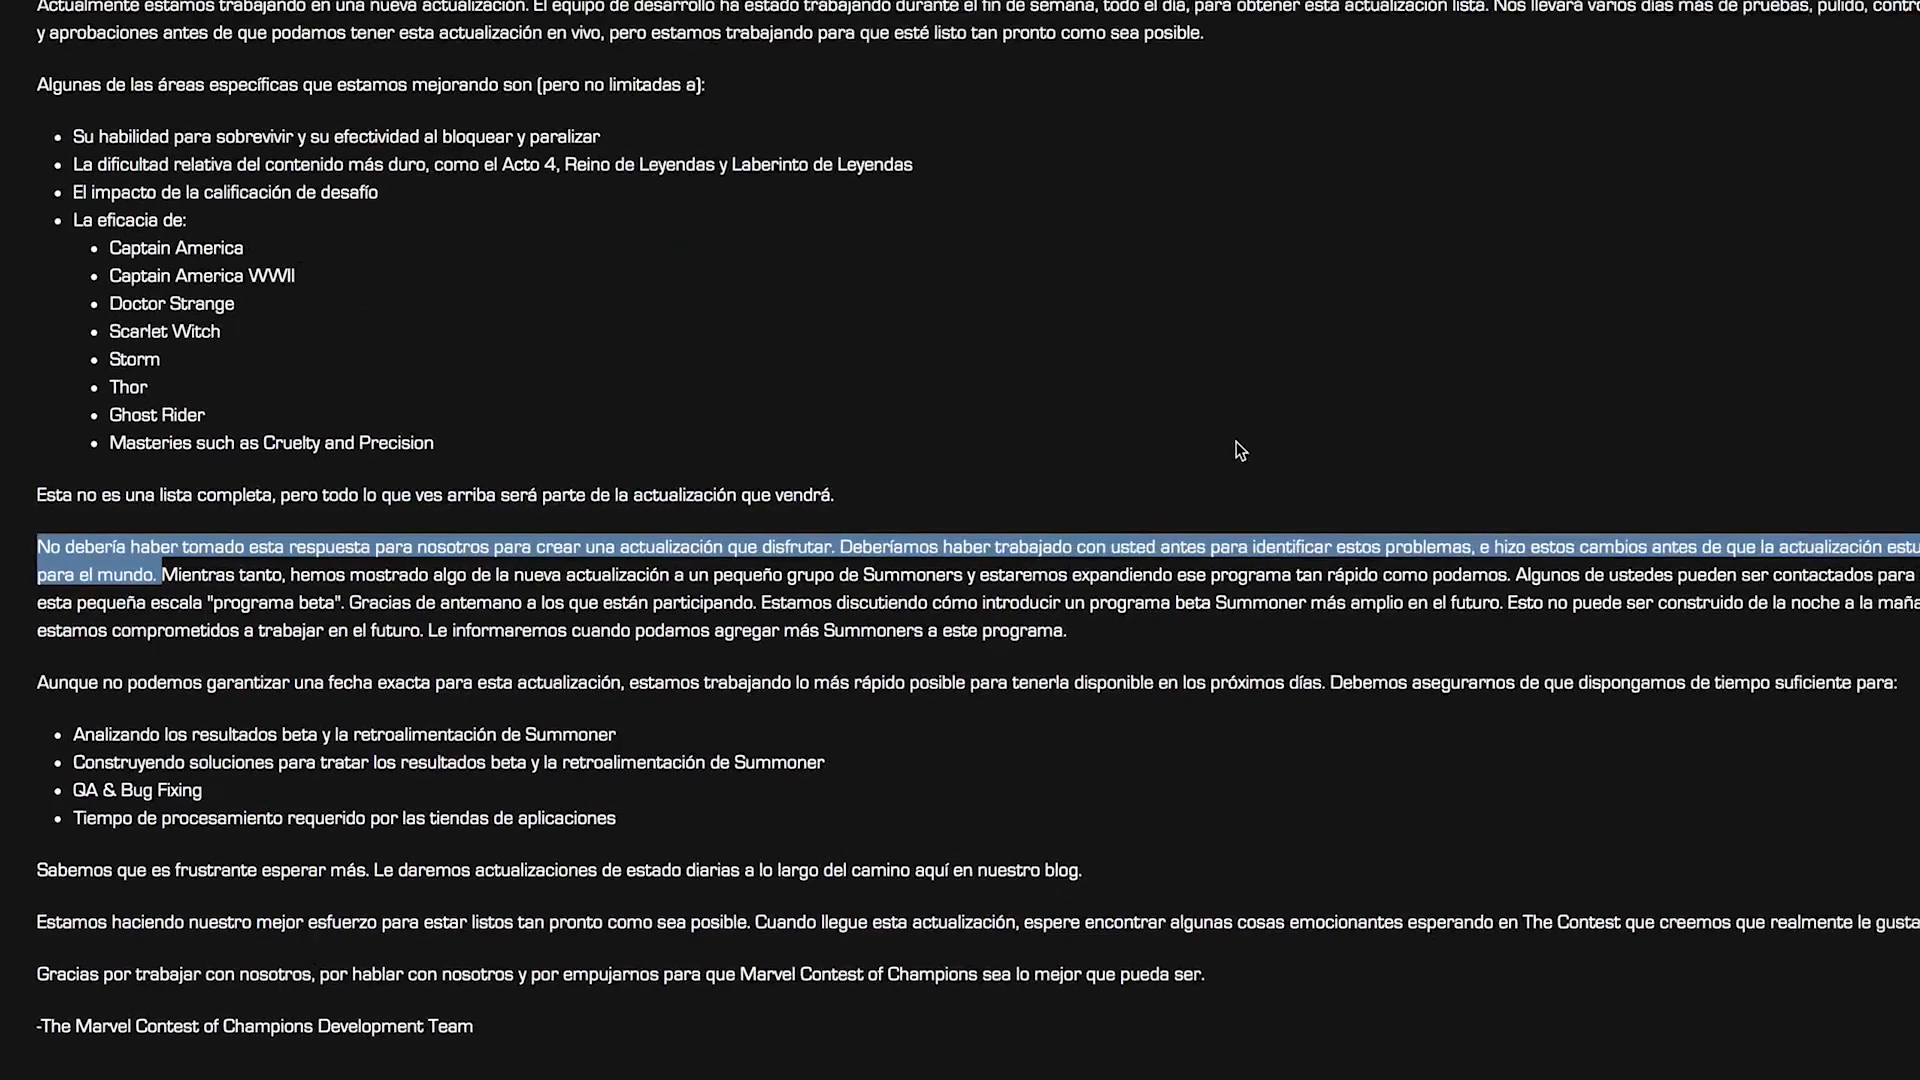 Actualmente estamos trabajando en una nueva actualización. El equipo de desarrollo ha estado trabajando durante el fin de semana, todo el día, para obtener esta actualización lista. Nos llevará varios días más de pruebas, pulido,
y aprobaciones antes de que podamos tener esta actualización en vivo, pero estamos trabajando para que esté listo tan pronto como sea posible.
Algunas de las áreas específicas que estamos mejorando son (pero no limitadas a):
• Su habilidad para sobrevivir y su efectividad al bloquear y paralizar
• La dificultad relativa del contenido más duro, como el Acto 4, Reino de Leyendas y Laberinto de Leyendas
• El impacto de la calificación de desafío
• La eficacia de:
• Captain America
• Captain America WWII
• Doctor Strange
• Scarlet Witch
• Storm
• Thor
• Ghost Rider
• Masteries such as Cruelty and Precision
Esta no es una lista completa, pero todo lo que ves arriba será parte de la actualización que vendrá.
No debería haber tomado esta respuesta para nosotros para crear una actualización que disfrutar. Deberíamos haber trabajado con usted antes para identificar estos problemas, e hizo estos cambios antes de que la actualización
para el mundo. Mientras tanto, hemos mostrado algo de la nueva actualización a un pequeño grupo de Summoners y estaremos expandiendo ese programa tan rápido como podamos. Algunos de ustedes pueden ser contactados para
esta pequeña escala "programa beta". Gracias de antemano a los que están participando. Estamos discutiendo cómo introducir un programa beta Summoner más amplio en el futuro. Esto no puede ser construido de la noche a la
estamos comprometidos a trabajar en el futuro. Le informaremos cuando podamos agregar más Summoners a este programa.
Aunque no podemos garantizar una fecha exacta para esta actualización, estamos trabajando lo más rápido posible para tenerla disponible en los próximos días. Debemos asegurarnos de que dispongamos de tiempo suficiente para:
• Analizando los resultados beta y la retroalimentación de Summoner
• Construyendo soluciones para tratar los resultados beta y la retroalimentación de Summoner
• QA & Bug Fixing
• Tiempo de procesamiento requerido por las tiendas de aplicaciones
Sabemos que es frustrante esperar más. Le daremos actualizaciones de estado diarias a lo largo del camino aquí en nuestro blog.
Estamos haciendo nuestro mejor esfuerzo para estar listos tan pronto como sea posible. Cuando llegue esta actualización, espere encontrar algunas cosas emocionantes esperando en The Contest que creemos que realmente le
Gracias por trabajar con nosotros, por hablar con nosotros y por empujarnos para que Marvel Contest of Champions sea lo mejor que pueda ser.
-The Marvel Contest of Champions Development Team